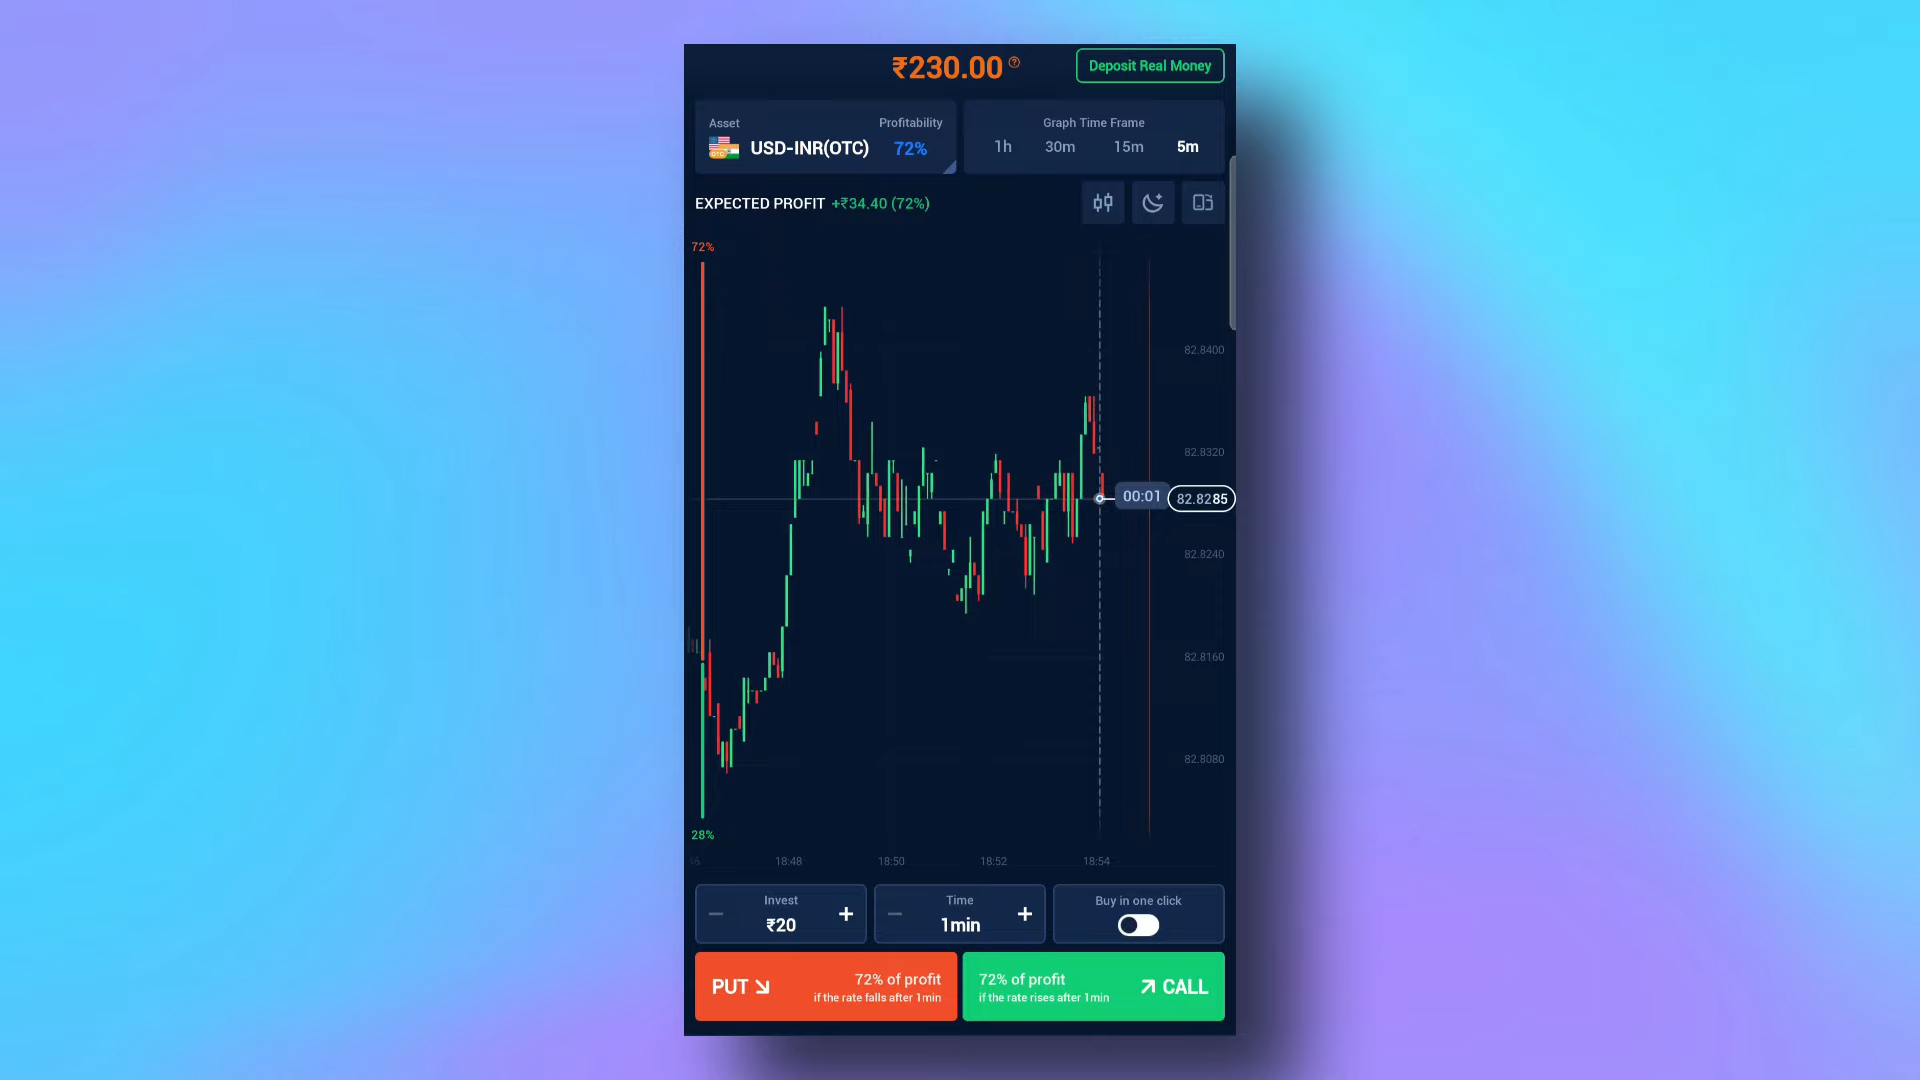 ₹230.00
Deposit Real Money
Asset
Profitability
OTC
USD-INR(OTC)
72%
Graph Time Frame
1h 30m 15m 5m
EXPECTED PROFIT +₹34.40 (72%)
72%
82.8400
82.8320
00:01
82.8285
82.8240
82.8160
82.8080
28%
18:48 18:50 18:52 18:54
Invest
₹20
Time
1min
Buy in one click
PUT
72% of profit
if the rate falls after 1min
72% of profit
if the rate rises after 1min
CALL